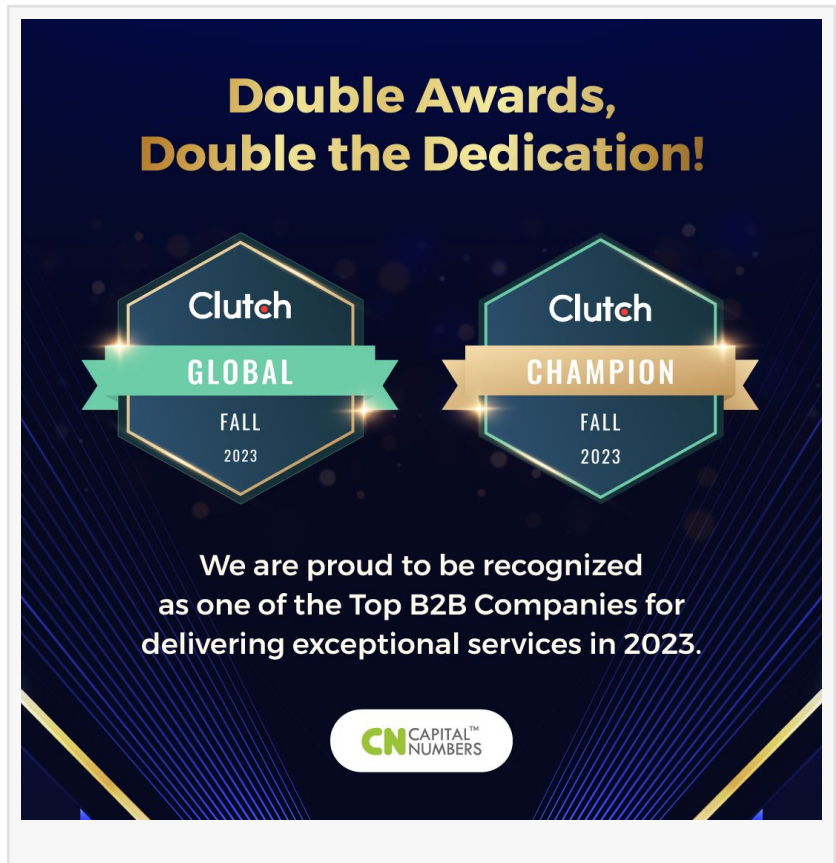 Double Awards,
Double the Dedication!
Clutch
GLOBAL
FALL
2023
Clutch
CHAMPION
FALL
2023
We are proud to be recognized
as one of the Top B2B Companies for
delivering exceptional services in 2023.
CN CAPITAL™
NUMBERS